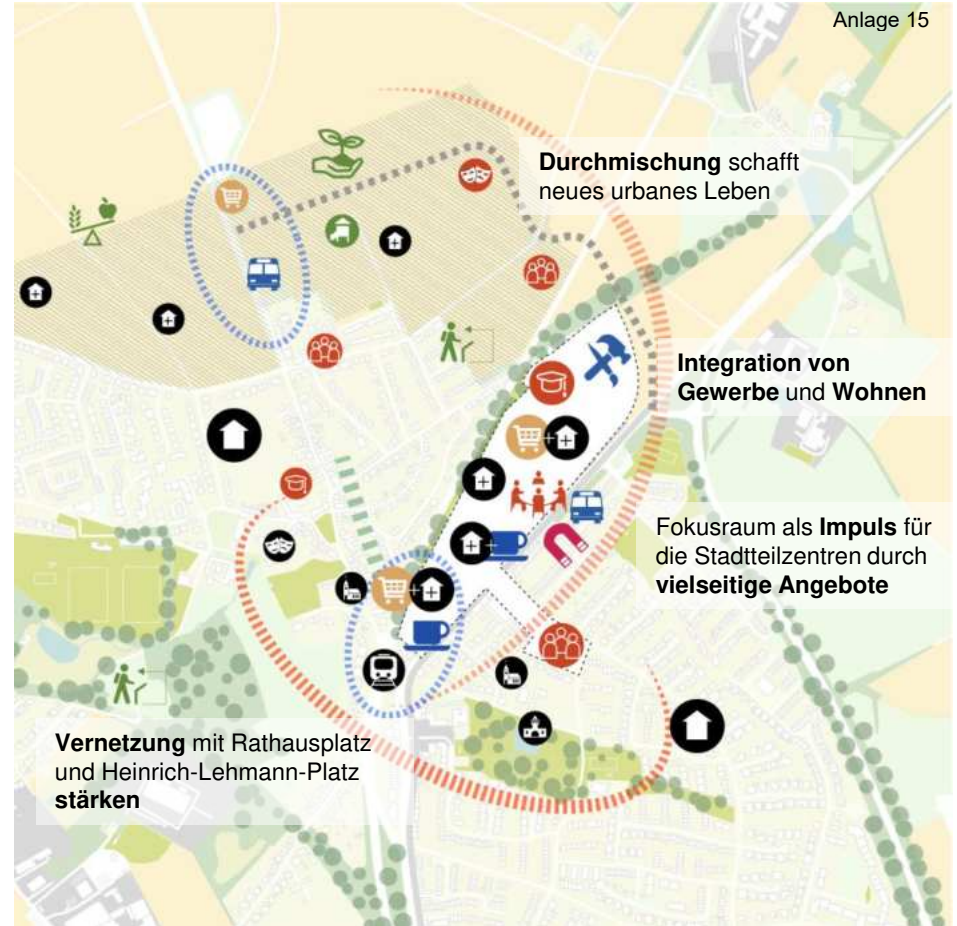 Anlage 15
Durchmischung schafft
neues urbanes Leben
Integration von
Gewerbe und Wohnen
Fokusraum als Impuls für
die Stadtteilzentren durch
vielseitige Angebote
Vernetzung mit Rathausplatz
und Heinrich-Lehmann-Platz
stärken